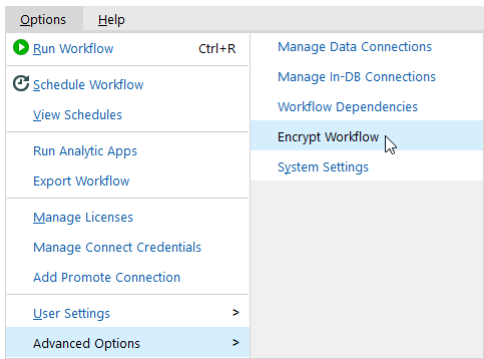 Options Help
Run Workflow Ctrl+R
Schedule Workflow
View Schedules
Run Analytic Apps
Export Workflow
Manage Licenses
Manage Connect Credentials
Add Promote Connection
User Settings >
Advanced Options >
Manage Data Connections
Manage In-DB Connections
Workflow Dependencies
Encrypt Workflow
System Settings